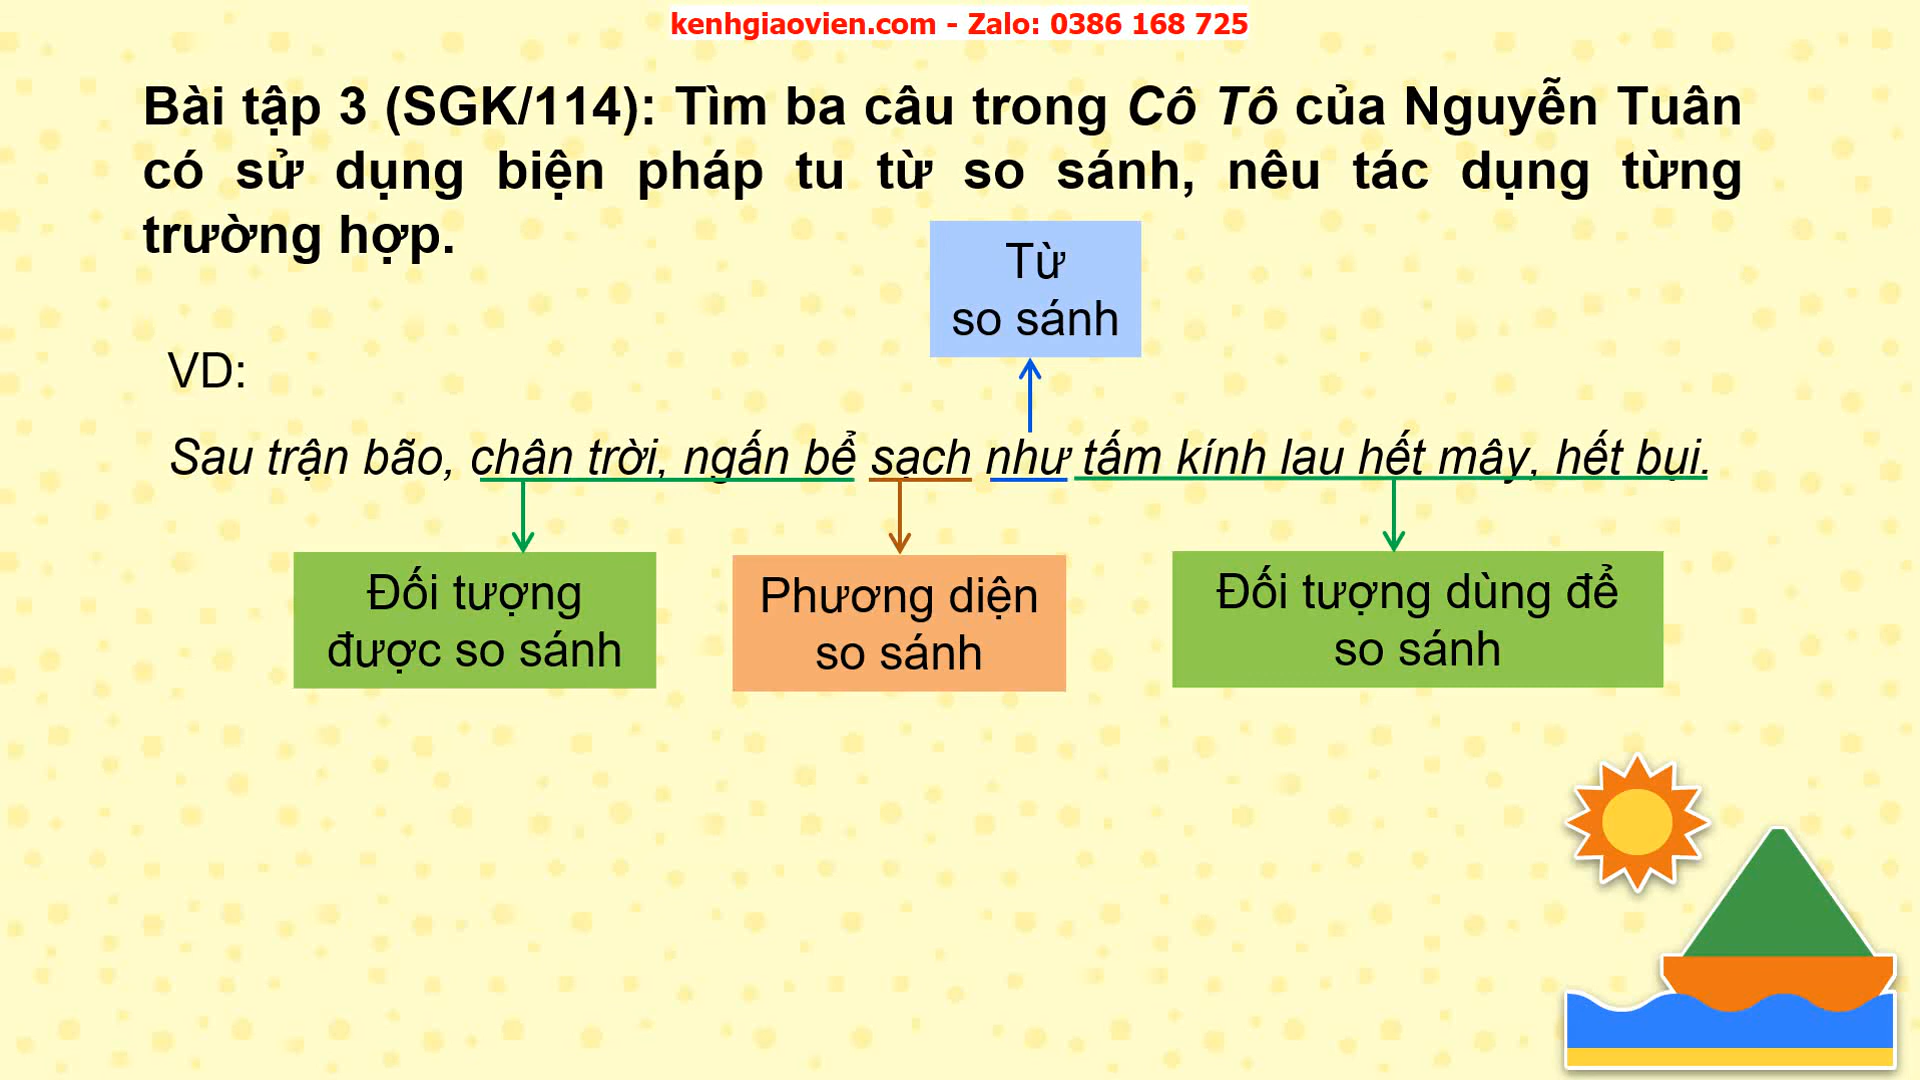 kenhgiaovien.com - Zalo: 0386 168 725
Bài tập 3 (SGK/114): Tìm ba câu trong Cô Tô của Nguyễn Tuân
có sử dụng biện pháp tu từ so sánh, nêu tác dụng từng
trường hợp.
Từ
so sánh
VD:
Sau trận bão, chân trời, ngấn bể sạch như tấm kính lau hết mây, hết bụi.
Đối tượng
được so sánh
Phương diện
so sánh
Đối tượng dùng để
so sánh